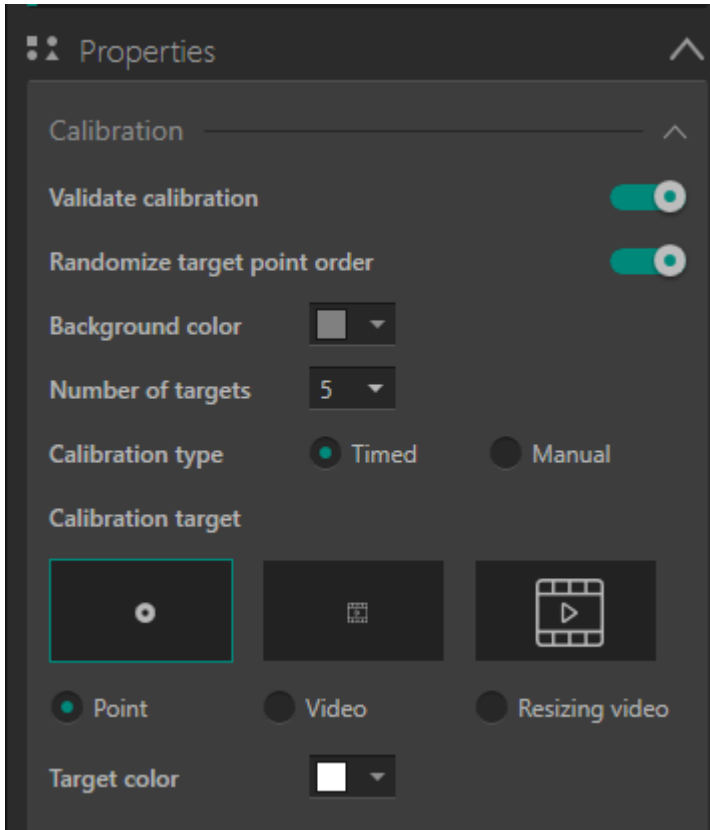 Properties
Calibration
Validate calibration
Randomize target point order
Background color
Number of targets 5
Calibration type Timed Manual
Calibration target
Point Video Resizing video
Target color